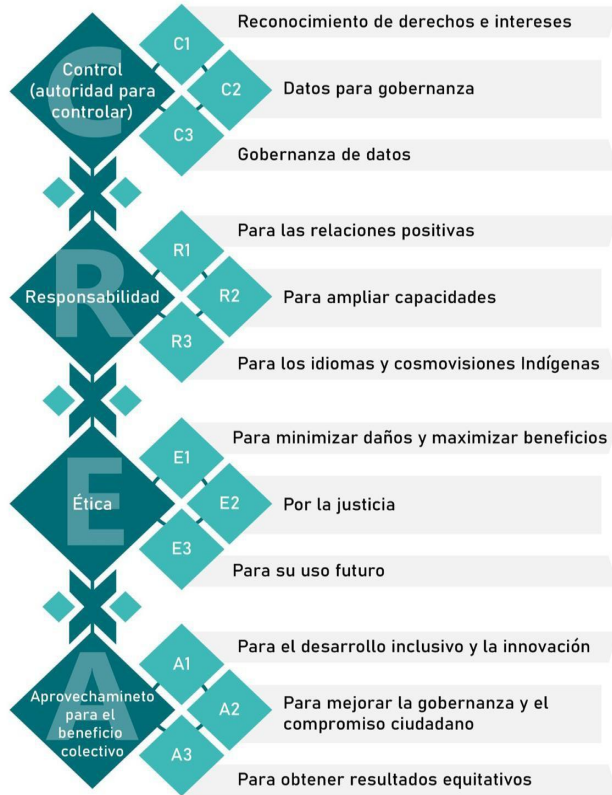 C
Control
(autoridad para
controlar)
C1
Reconocimiento de derechos e intereses
C2
Datos para gobernanza
C3
Gobernanza de datos
R
Responsabilidad
R1
Para las relaciones positivas
R2
Para ampliar capacidades
R3
Para los idiomas y cosmovisiones Indígenas
E
Ética
E1
Para minimizar daños y maximizar beneficios
E2
Por la justicia
E3
Para su uso futuro
A
Aprovechamineto
para el
beneficio
colectivo
A1
Para el desarrollo inclusivo y la innovación
A2
Para mejorar la gobernanza y el
compromiso ciudadano
A3
Para obtener resultados equitativos